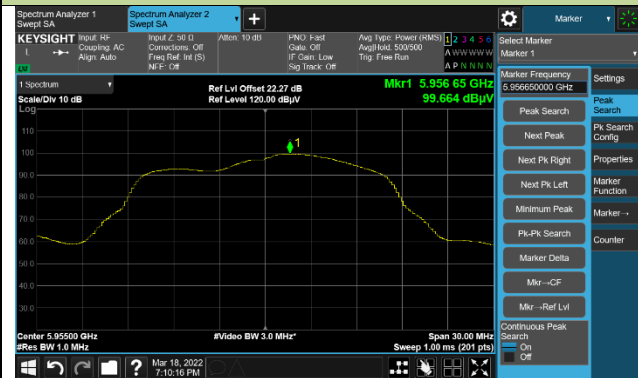 Spectrum Analyzer 1
Swept SA
Spectrum Analyzer 2
Swept SA
+
Marker
KEYSIGHT
L
Input: RF
Coupling: AC
Align: Auto
Input Z: 50 Ω
Corrections: Off
Freq Ref: Int (S)
NFE: Off
Atten: 10 dB
PNO: Fast
Gate: Off
IF Gain: Low
Sig Track: Off
Avg Type: Power (RMS)
Avg|Hold: 500/500
Trig: Free Run
1 2 3 4 5 6
A W W W W W
A P N N N N
Select Marker
Marker 1
1 Spectrum
Scale/Div 10 dB
Log
Ref Lvl Offset 22.27 dB
Ref Level 120.00 dBµV
Mkr1 5.956 65 GHz
99.664 dBµV
110
100
90.0
80.0
70.0
60.0
50.0
40.0
30.0
1
Center 5.95500 GHz
#Res BW 1.0 MHz
#Video BW 3.0 MHz*
Span 30.00 MHz
Sweep 1.00 ms (201 pts)
Mar 18, 2022
7:10:16 PM
Marker Frequency
5.956650000 GHz
Peak Search
Next Peak
Next Pk Right
Next Pk Left
Minimum Peak
Pk-Pk Search
Marker Delta
Mkr→CF
Mkr→Ref Lvl
Continuous Peak
Search
On
Off
Settings
Peak
Search
Pk Search
Config
Properties
Marker
Function
Marker→
Counter